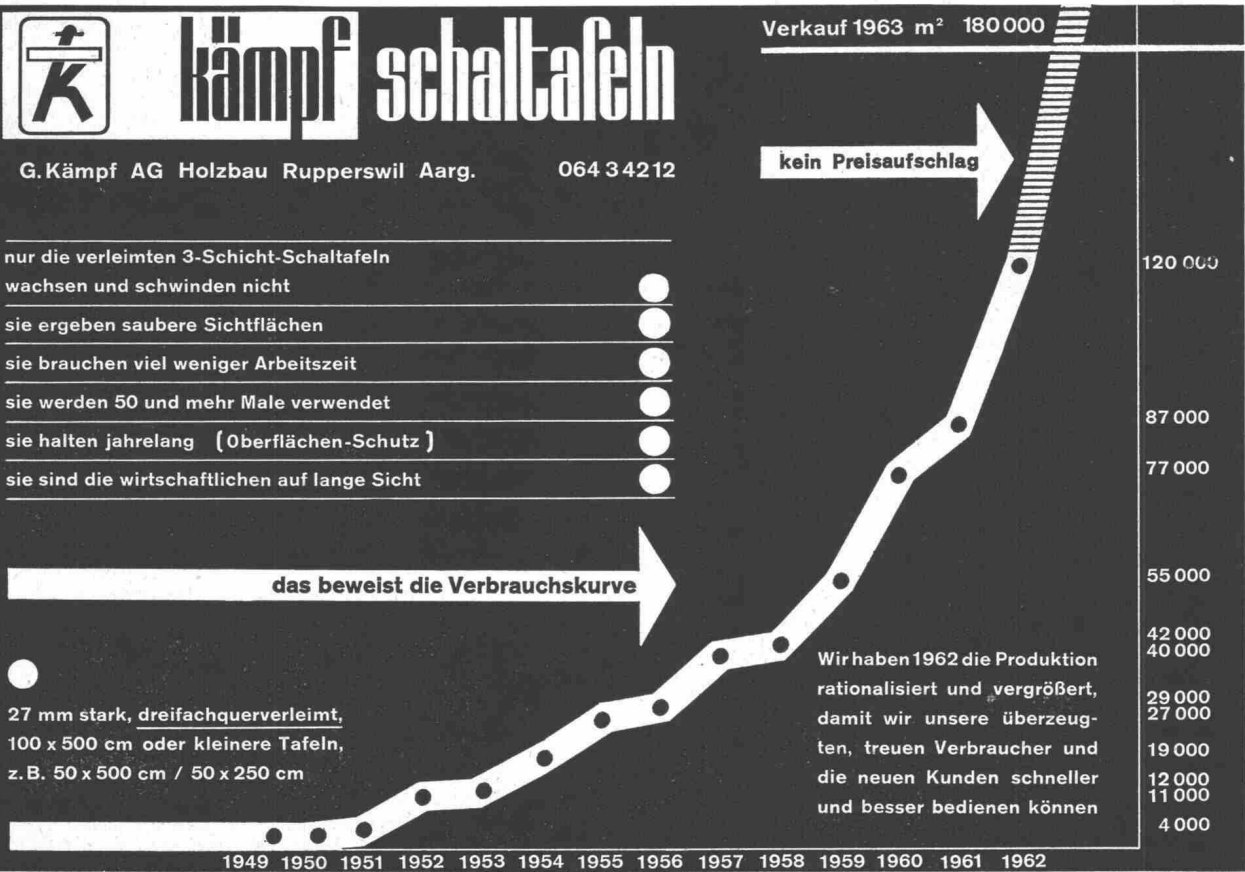 K
kämpf schaltafeln
G. Kämpf AG Holzbau Rupperswil Aarg. 064 3 42 12
nur die verleimten 3-Schicht-Schaltafeln
wachsen und schwinden nicht
sie ergeben saubere Sichtflächen
sie brauchen viel weniger Arbeitszeit
sie werden 50 und mehr Male verwendet
sie halten jahrelang (Oberflächen-Schutz)
sie sind die wirtschaftlichen auf lange Sicht
das beweist die Verbrauchskurve
27 mm stark, dreifachquerverleimt,
100 x 500 cm oder kleinere Tafeln,
z.B. 50 x 500 cm / 50 x 250 cm
Verkauf 1963 m² 180 000
kein Preisaufschlag
Wir haben 1962 die Produktion
rationalisiert und vergrößert,
damit wir unsere überzeug-
ten, treuen Verbraucher und
die neuen Kunden schneller
und besser bedienen können
120 000
87 000
77 000
55 000
42 000
40 000
29 000
27 000
19 000
12 000
11 000
4 000
1949 1950 1951 1952 1953 1954 1955 1956 1957 1958 1959 1960 1961 1962